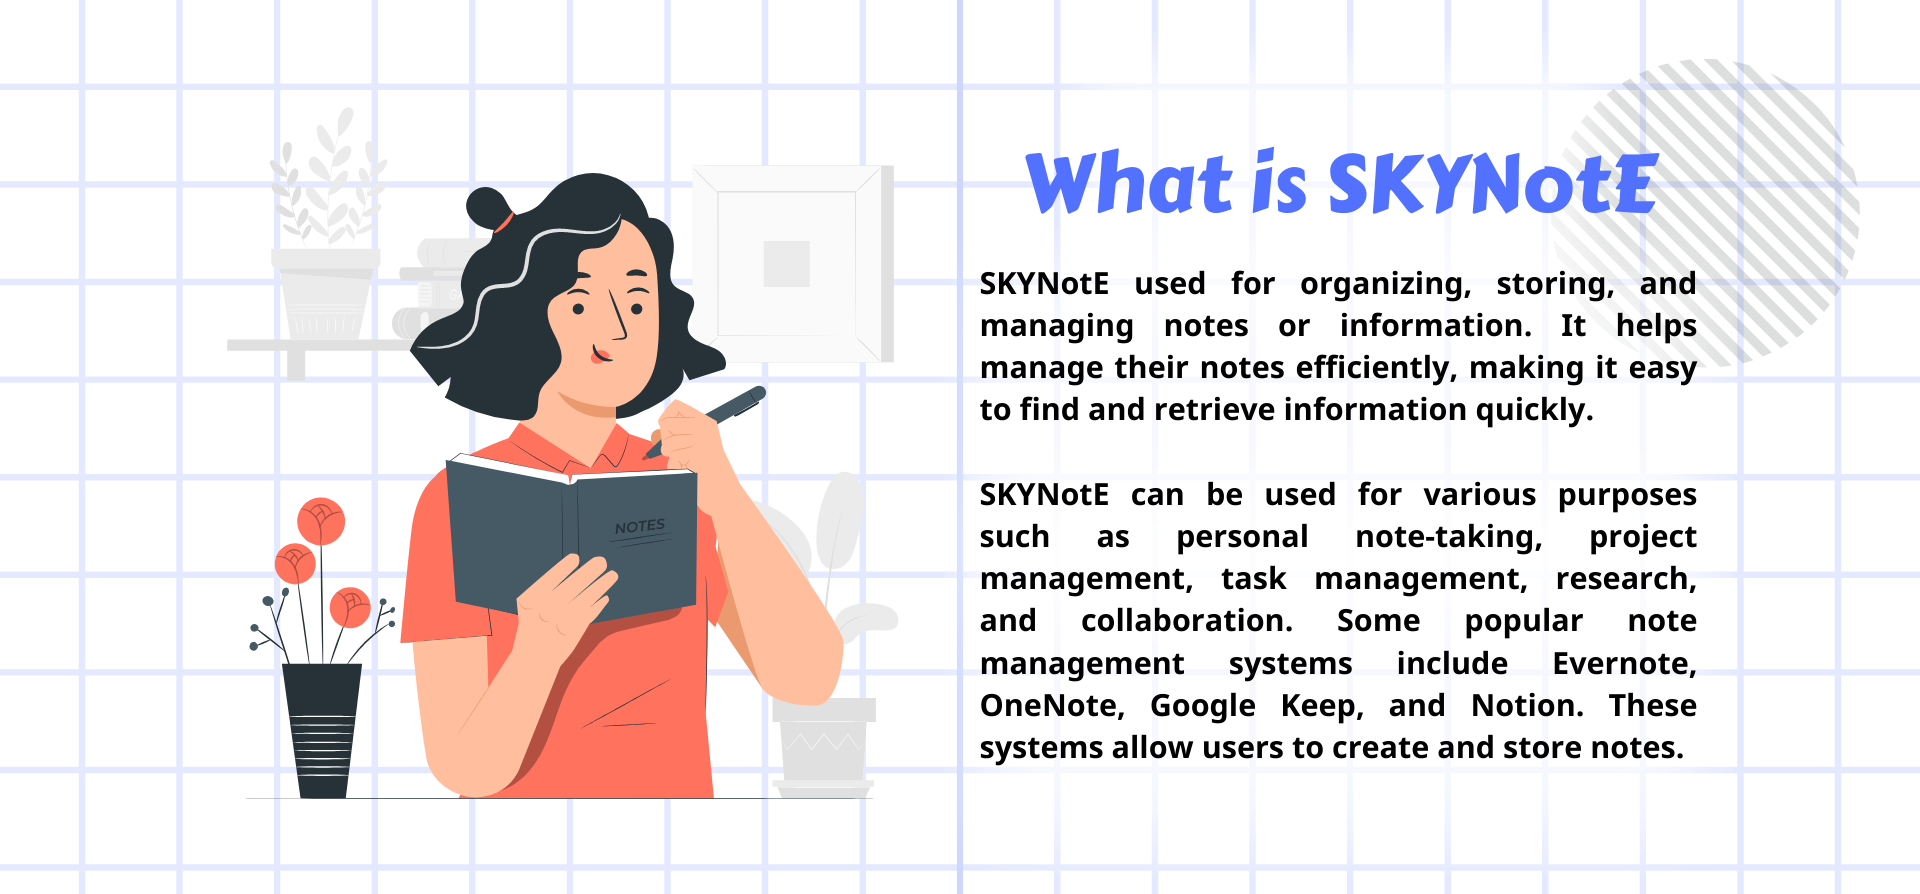 What is SKYNotE
SKYNotE used for organizing, storing, and
managing notes or information. It helps
manage their notes efficiently, making it easy
to find and retrieve information quickly.
SKYNotE can be used for various purposes
such as personal note-taking, project
management, task management, research,
and collaboration. Some popular note
management systems include Evernote,
OneNote, Google Keep, and Notion. These
systems allow users to create and store notes.
NOTES